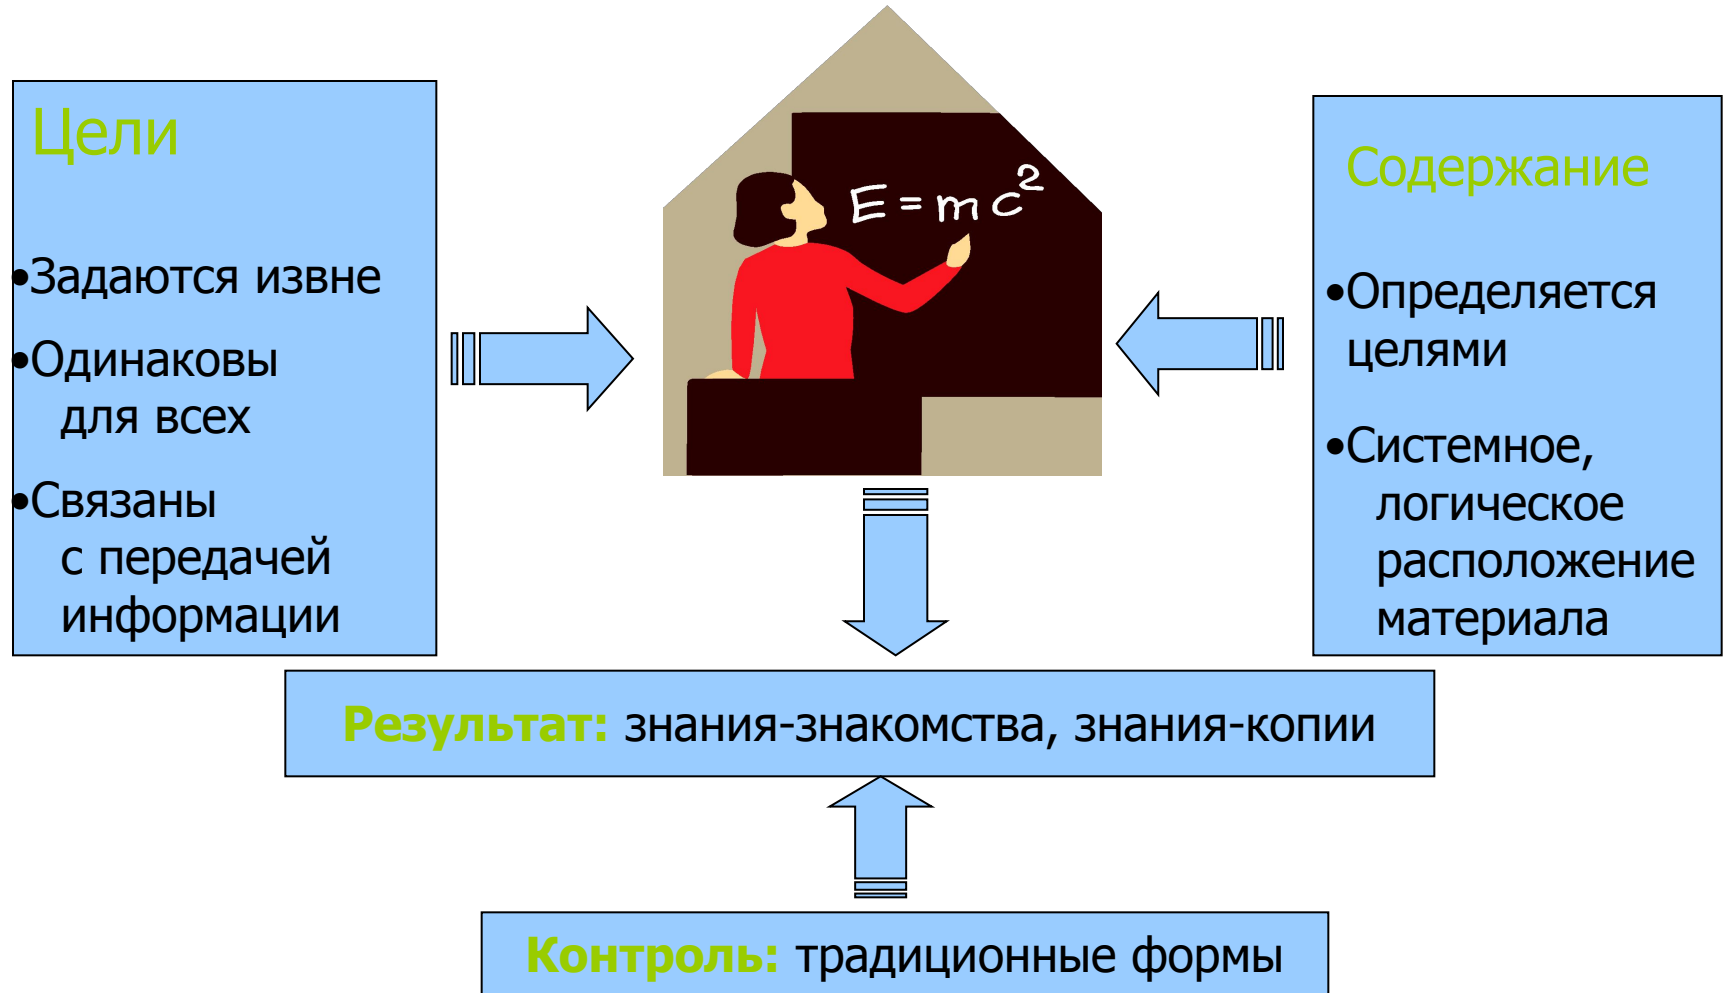 Цели
•Задаются извне
•Одинаковы
для всех
•Связаны
с передачей
информации
E = mc²
Содержание
•Определяется
целями
•Системное,
логическое
расположение
материала
Результат: знания-знакомства, знания-копии
Контроль: традиционные формы